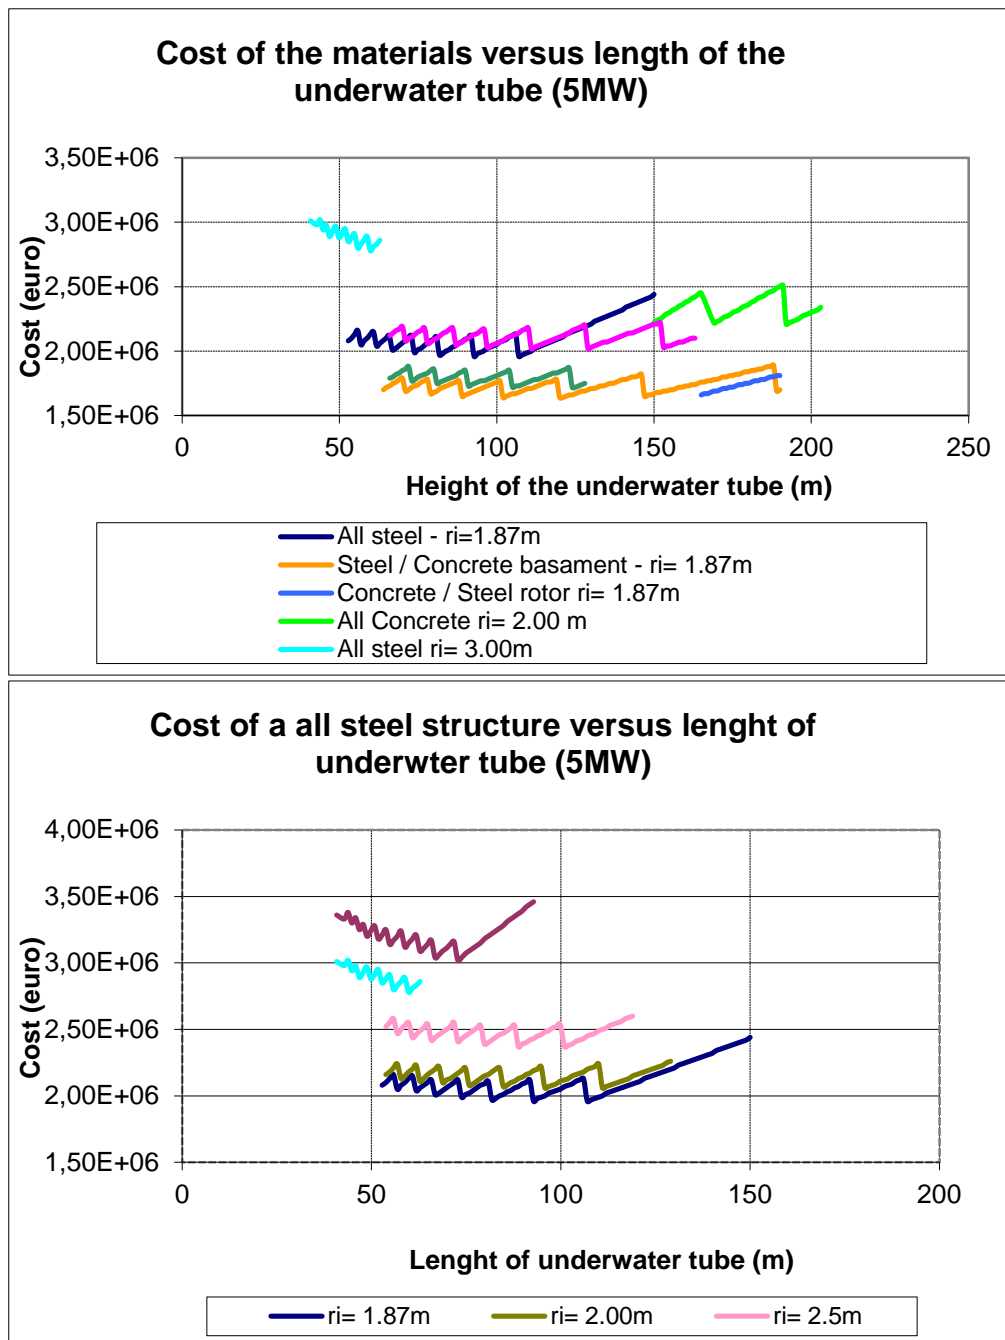 Cost of the materials versus length of the
underwater tube (5MW)
3,50E+06
3,00E+06
2,50E+06
2,00E+06
1,50E+06
Cost (euro)
0 50 100 150 200 250
Height of the underwater tube (m)
All steel - ri=1.87m
Steel / Concrete basament - ri= 1.87m
Concrete / Steel rotor ri= 1.87m
All Concrete ri= 2.00 m
All steel ri= 3.00m
Cost of a all steel structure versus lenght of
underwter tube (5MW)
4,00E+06
3,50E+06
3,00E+06
2,50E+06
2,00E+06
1,50E+06
Cost (euro)
0 50 100 150 200
Lenght of underwater tube (m)
ri= 1.87m ri= 2.00m ri= 2.5m